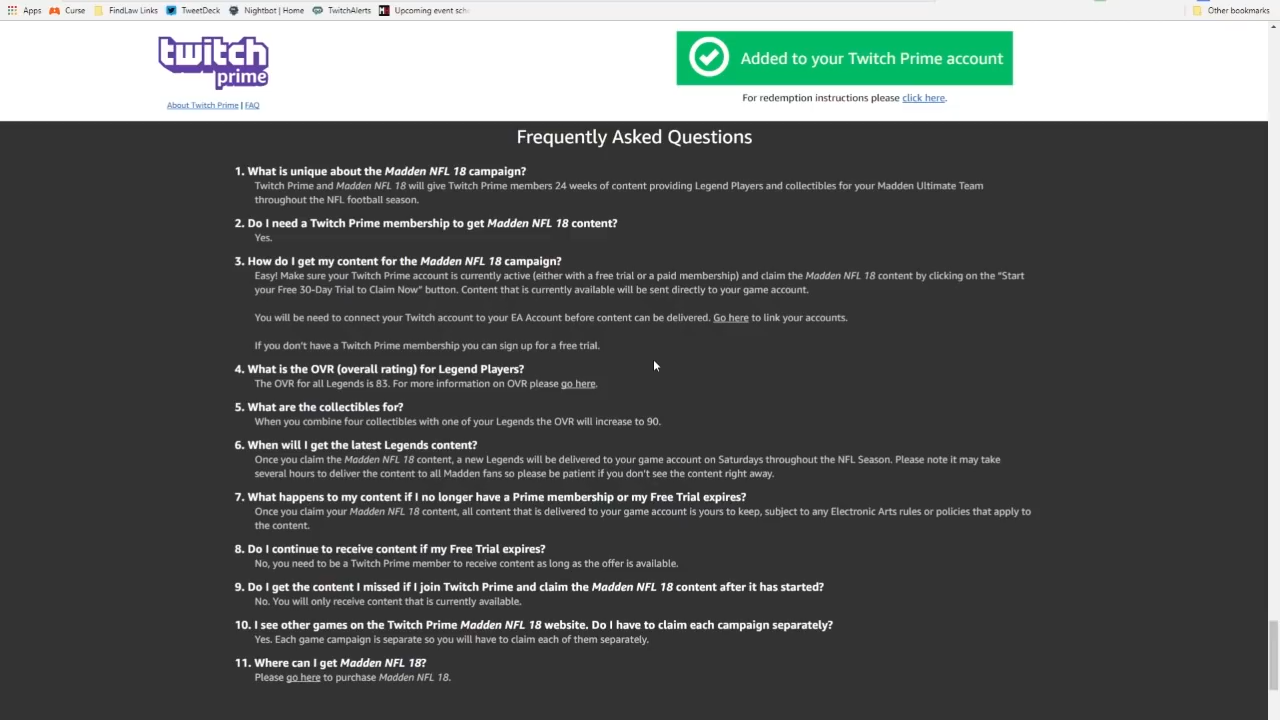 Apps Curse FindLaw Links TweetDeck Nightbot | Home TwitchAlerts Upcoming event sche Other bookmarks
twitch
prime
Added to your Twitch Prime account
About Twitch Prime | FAQ
For redemption instructions please click here.
Frequently Asked Questions
1. What is unique about the Madden NFL 18 campaign?
Twitch Prime and Madden NFL 18 will give Twitch Prime members 24 weeks of content providing Legend Players and collectibles for your Madden Ultimate Team
throughout the NFL football season.
2. Do I need a Twitch Prime membership to get Madden NFL 18 content?
Yes.
3. How do I get my content for the Madden NFL 18 campaign?
Easy! Make sure your Twitch Prime account is currently active (either with a free trial or a paid membership) and claim the Madden NFL 18 content by clicking on the “Start
your Free 30-Day Trial to Claim Now” button. Content that is currently available will be sent directly to your game account.
You will be need to connect your Twitch account to your EA Account before content can be delivered. Go here to link your accounts.
If you don’t have a Twitch Prime membership you can sign up for a free trial.
4. What is the OVR (overall rating) for Legend Players?
The OVR for all Legends is 83. For more information on OVR please go here.
5. What are the collectibles for?
When you combine four collectibles with one of your Legends the OVR will increase to 90.
6. When will I get the latest Legends content?
Once you claim the Madden NFL 18 content, a new Legends will be delivered to your game account on Saturdays throughout the NFL Season. Please note it may take
several hours to deliver the content to all Madden fans so please be patient if you don’t see the content right away.
7. What happens to my content if I no longer have a Prime membership or my Free Trial expires?
Once you claim your Madden NFL 18 content, all content that is delivered to your game account is yours to keep, subject to any Electronic Arts rules or policies that apply to
the content.
8. Do I continue to receive content if my Free Trial expires?
No, you need to be a Twitch Prime member to receive content as long as the offer is available.
9. Do I get the content I missed if I join Twitch Prime and claim the Madden NFL 18 content after it has started?
No. You will only receive content that is currently available.
10. I see other games on the Twitch Prime Madden NFL 18 website. Do I have to claim each campaign separately?
Yes. Each game campaign is separate so you will have to claim each of them separately.
11. Where can I get Madden NFL 18?
Please go here to purchase Madden NFL 18.